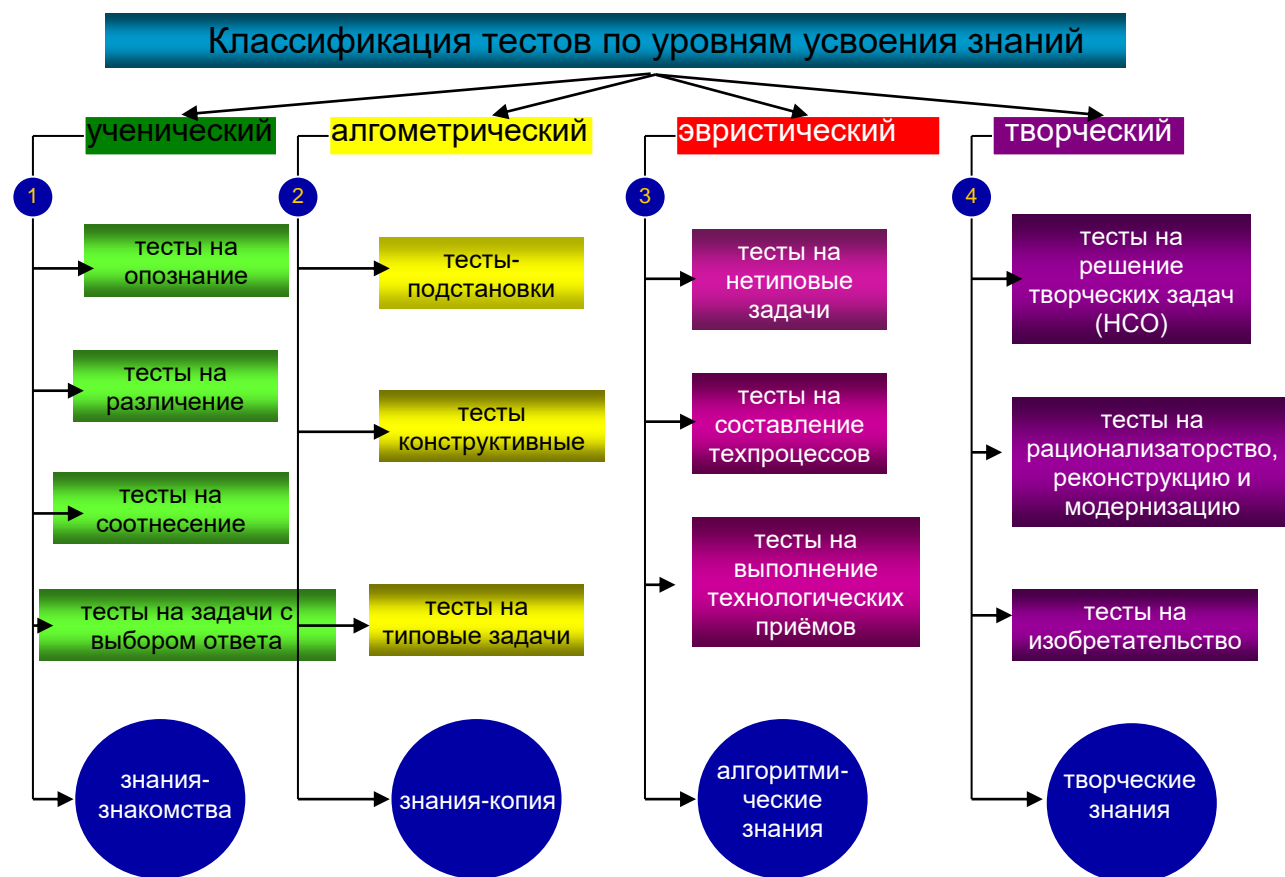 Классификация тестов по уровням усвоения знаний
ученический
алгометрический
эвристический
творческий
1
2
3
4
тесты на
опознание
тесты на
различение
тесты на
соотнесение
тесты на задачи с
выбором ответа
знания-
знакомства
тесты-
подстановки
тесты
конструктивные
тесты на
типовые задачи
знания-копия
тесты на
нетиповые
задачи
тесты на
составление
техпроцессов
тесты на
выполнение
технологических
приёмов
алгоритми-
ческие
знания
тесты на
решение
творческих задач
(НСО)
тесты на
рационализаторство,
реконструкцию и
модернизацию
тесты на
изобретательство
творческие
знания